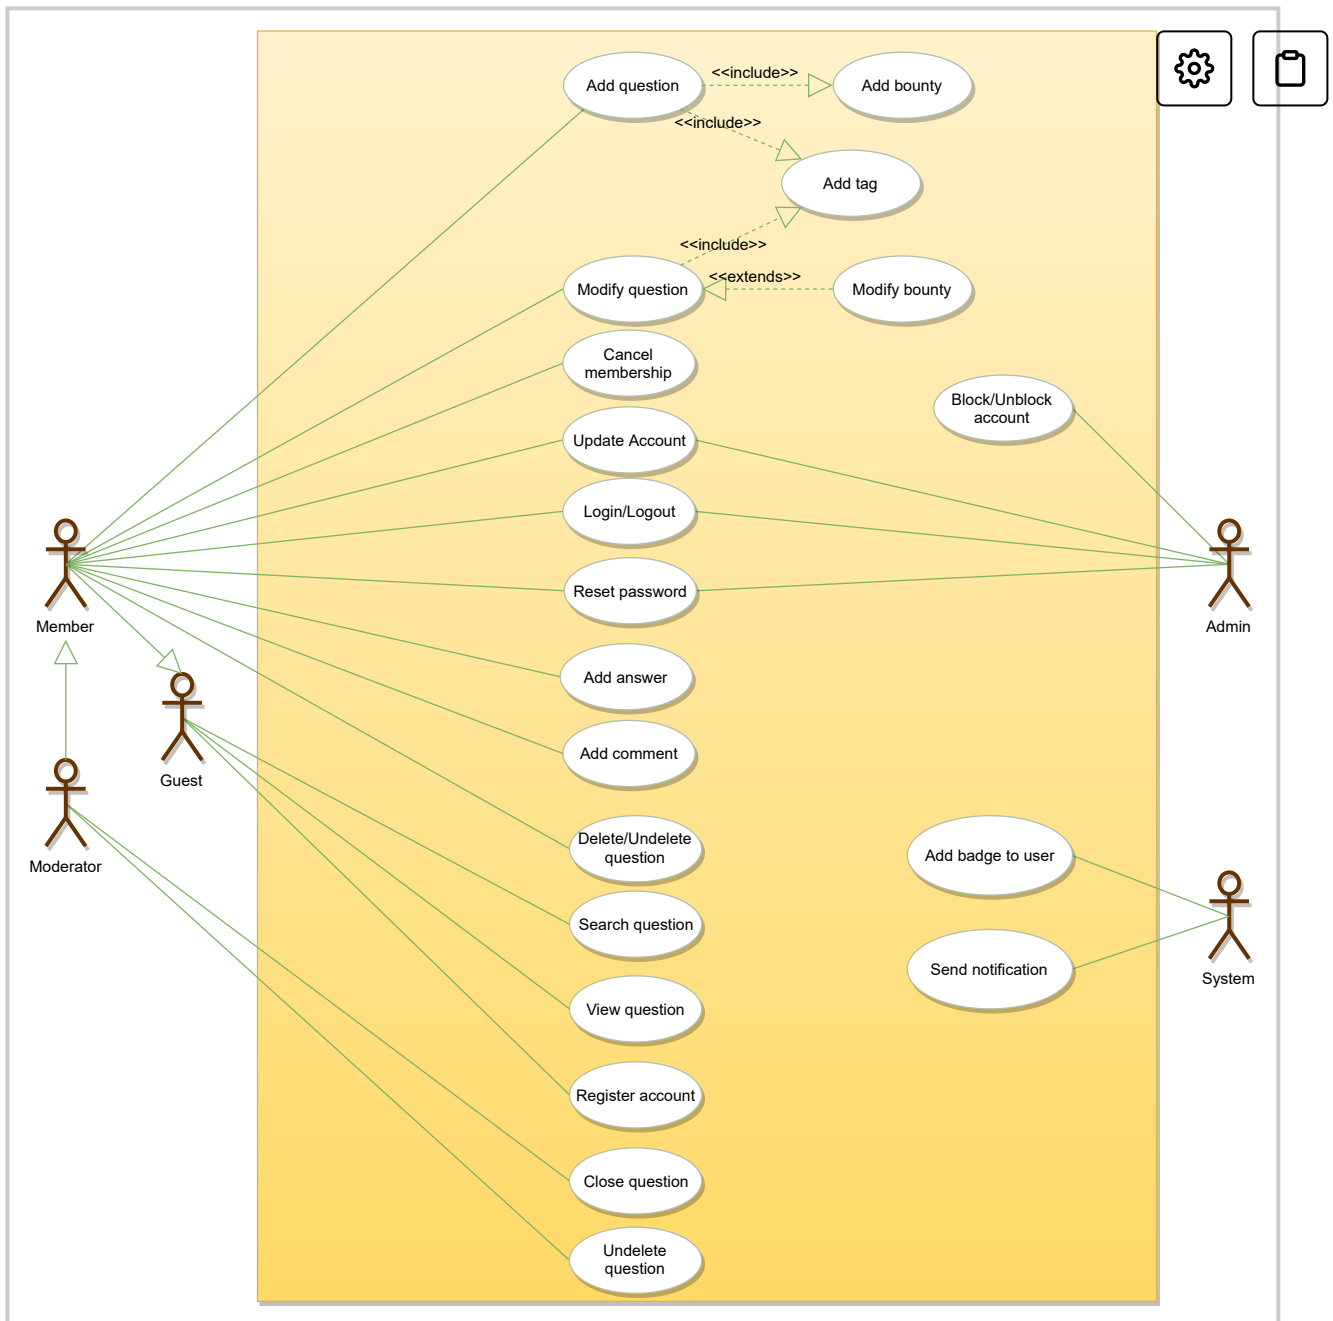 Add question
<<include>>
Add bounty
<<include>>
Add tag
<<include>>
<<extends>>
Modify question
Modify bounty
Cancel
membership
Block/Unblock
account
Update Account
Login/Logout
Reset password
Member
Admin
Add answer
Add comment
Guest
Moderator
Delete/Undelete
question
Add badge to user
Search question
Send notification
System
View question
Register account
Close question
Undelete
question